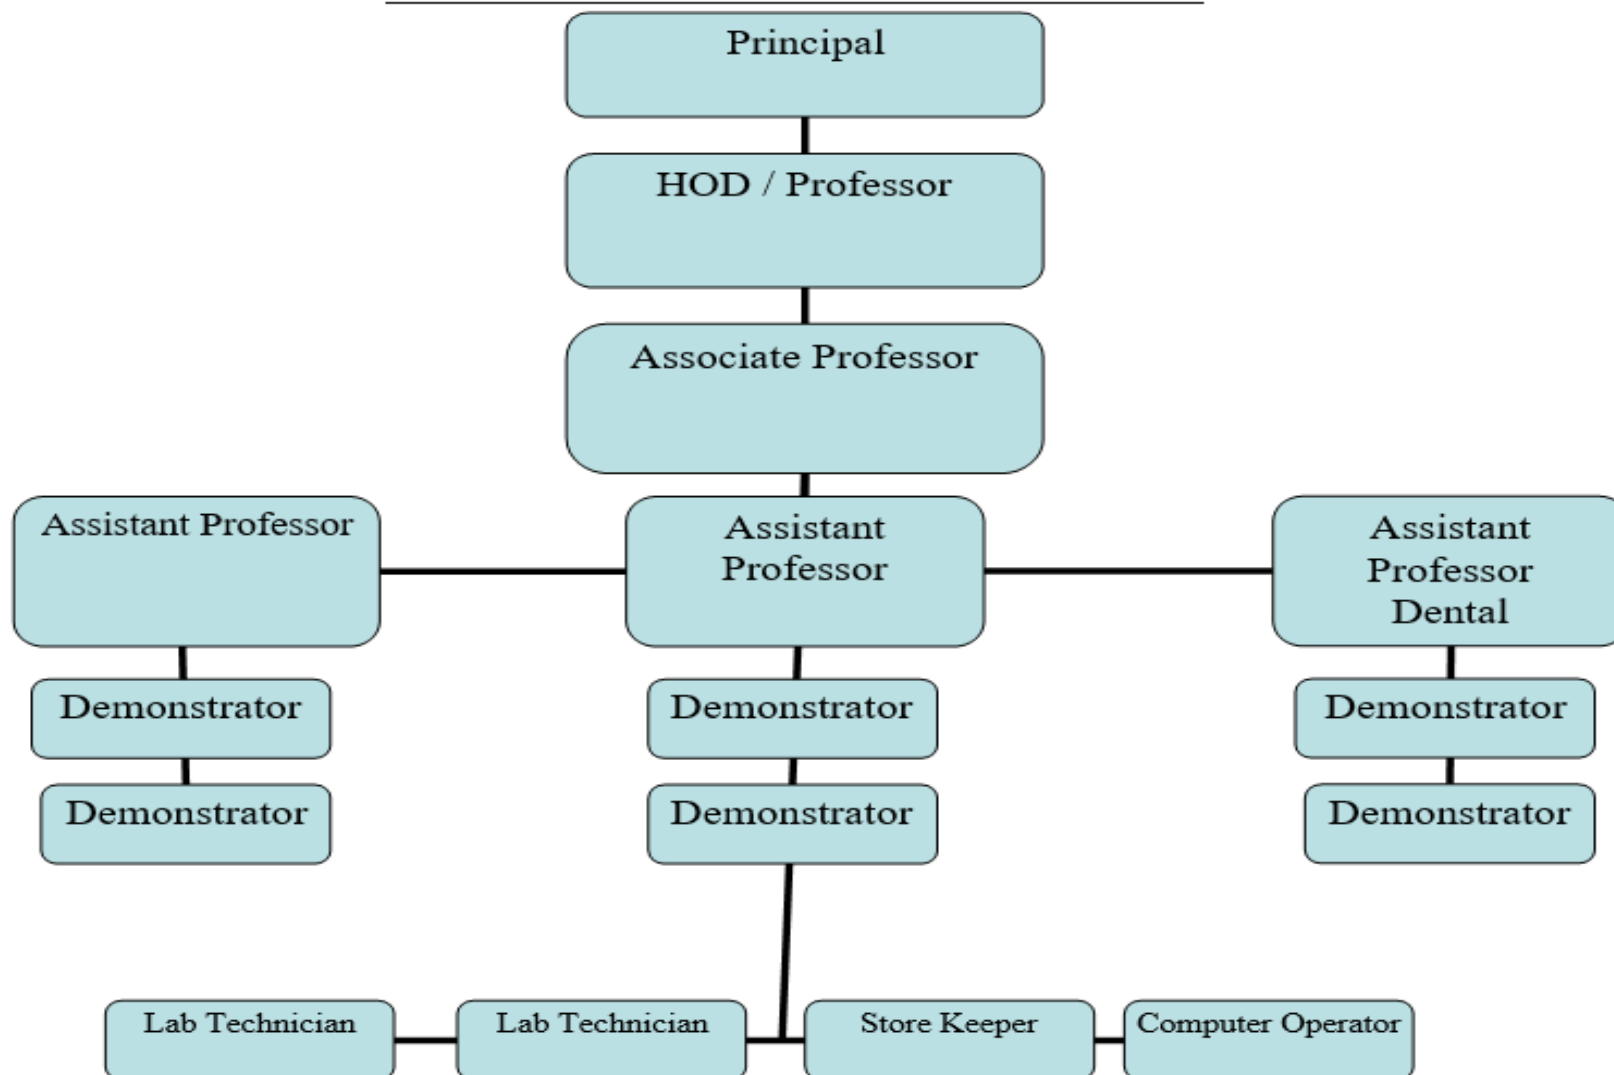 Principal
HOD / Professor
Associate Professor
Assistant Professor
Assistant
Professor
Assistant
Professor
Dental
Demonstrator
Demonstrator
Demonstrator
Demonstrator
Demonstrator
Demonstrator
Lab Technician
Lab Technician
Store Keeper
Computer Operator